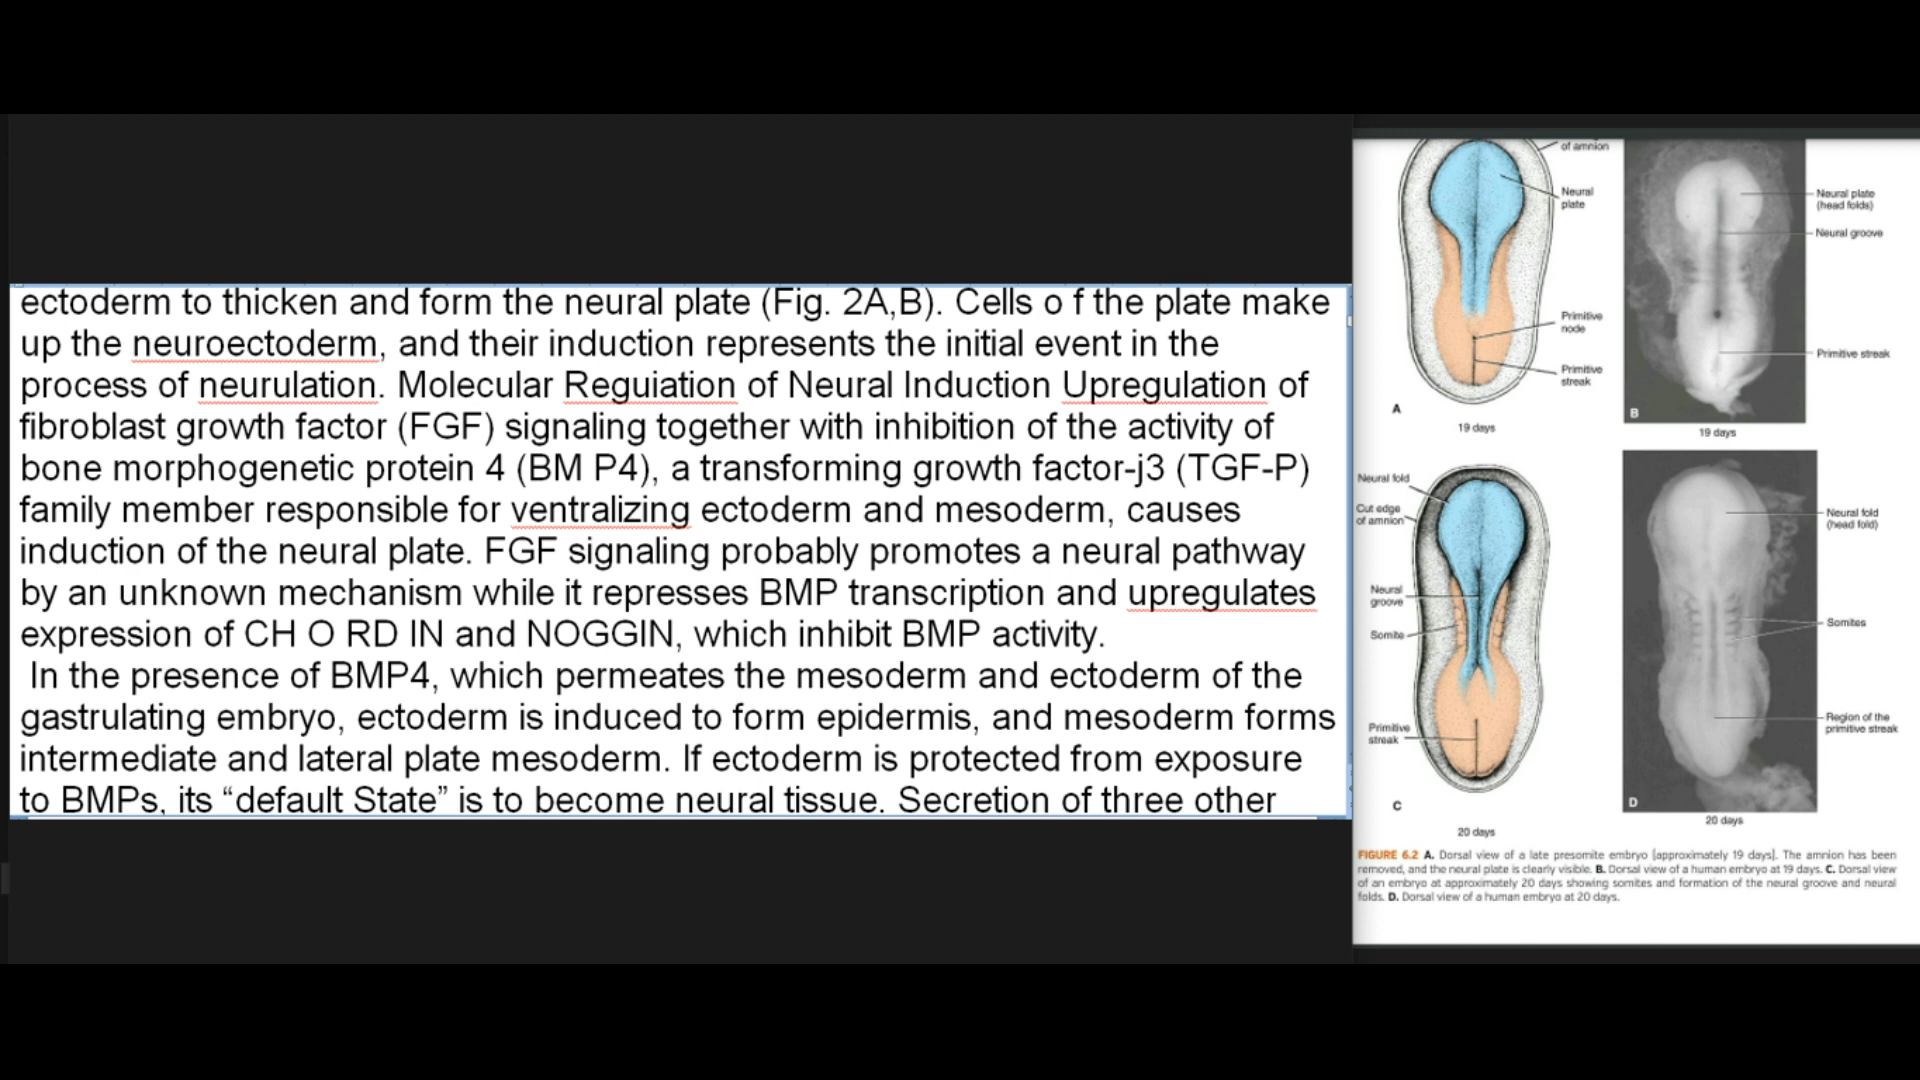 ectoderm to thicken and form the neural plate (Fig. 2A,B). Cells o f the plate make
up the neuroectoderm, and their induction represents the initial event in the
process of neurulation. Molecular Reguiation of Neural Induction Upregulation of
fibroblast growth factor (FGF) signaling together with inhibition of the activity of
bone morphogenetic protein 4 (BM P4), a transforming growth factor-j3 (TGF-P)
family member responsible for ventralizing ectoderm and mesoderm, causes
induction of the neural plate. FGF signaling probably promotes a neural pathway
by an unknown mechanism while it represses BMP transcription and upregulates
expression of CH O RD IN and NOGGIN, which inhibit BMP activity.
In the presence of BMP4, which permeates the mesoderm and ectoderm of the
gastrulating embryo, ectoderm is induced to form epidermis, and mesoderm forms
intermediate and lateral plate mesoderm. If ectoderm is protected from exposure
to BMPs, its “default State” is to become neural tissue. Secretion of three other
of amnion
Neural
plate
Primitive
node
Primitive
streak
A
19 days
Neural plate
(head folds)
Neural groove
Primitive streak
B
19 days
Neural fold
Cut edge
of amnion
Neural
groove
Somite
Primitive
streak
C
20 days
Neural fold
(head fold)
Somites
Region of the
primitive streak
D
20 days
FIGURE 6.2 A. Dorsal view of a late presomite embryo [approximately 19 days]. The amnion has been
removed, and the neural plate is clearly visible. B. Dorsal view of a human embryo at 19 days. C. Dorsal view
of an embryo at approximately 20 days showing somites and formation of the neural groove and neural
folds. D. Dorsal view of a human embryo at 20 days.